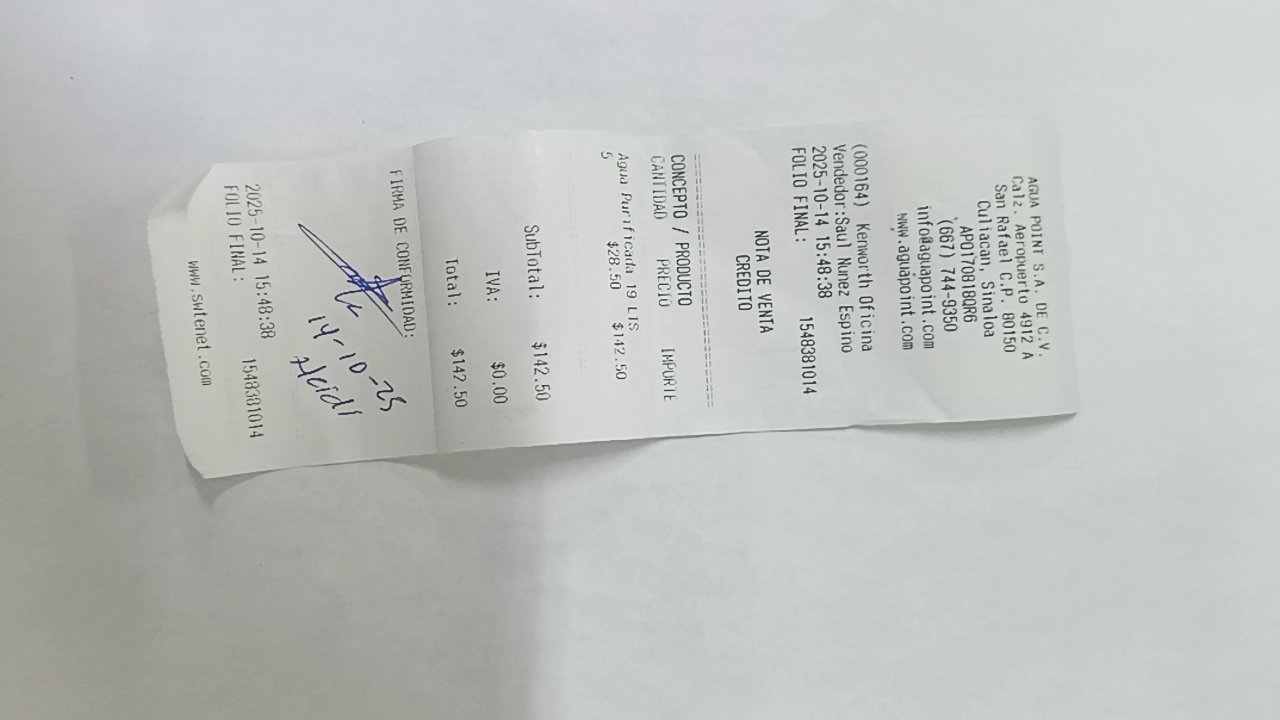 AGUA POINT S.A. DE C.V.
Calz. Aeropuerto 4912 A
San Rafael C.P. 80150
Culiacan, Sinaloa
APO170818QR6
(667) 744-9350
info@aguapoint.com
www.aguapoint.com
(000164) Kenworth Oficina
Vendedor:Saul Nunez Espino
2025-10-14 15:48:38
FOLIO FINAL: 1548381014
NOTA DE VENTA
CREDITO
CONCEPTO / PRODUCTO
CANTIDAD PRECIO IMPORTE
Agua Purificada 19 LTS
5 $28.50 $142.50
SubTotal: $142.50
IVA: $0.00
Total: $142.50
FIRMA DE CONFORMIDAD:
14-10-25
2025-10-14 15:48:38
FOLIO FINAL: 1548381014
www.swtenet.com